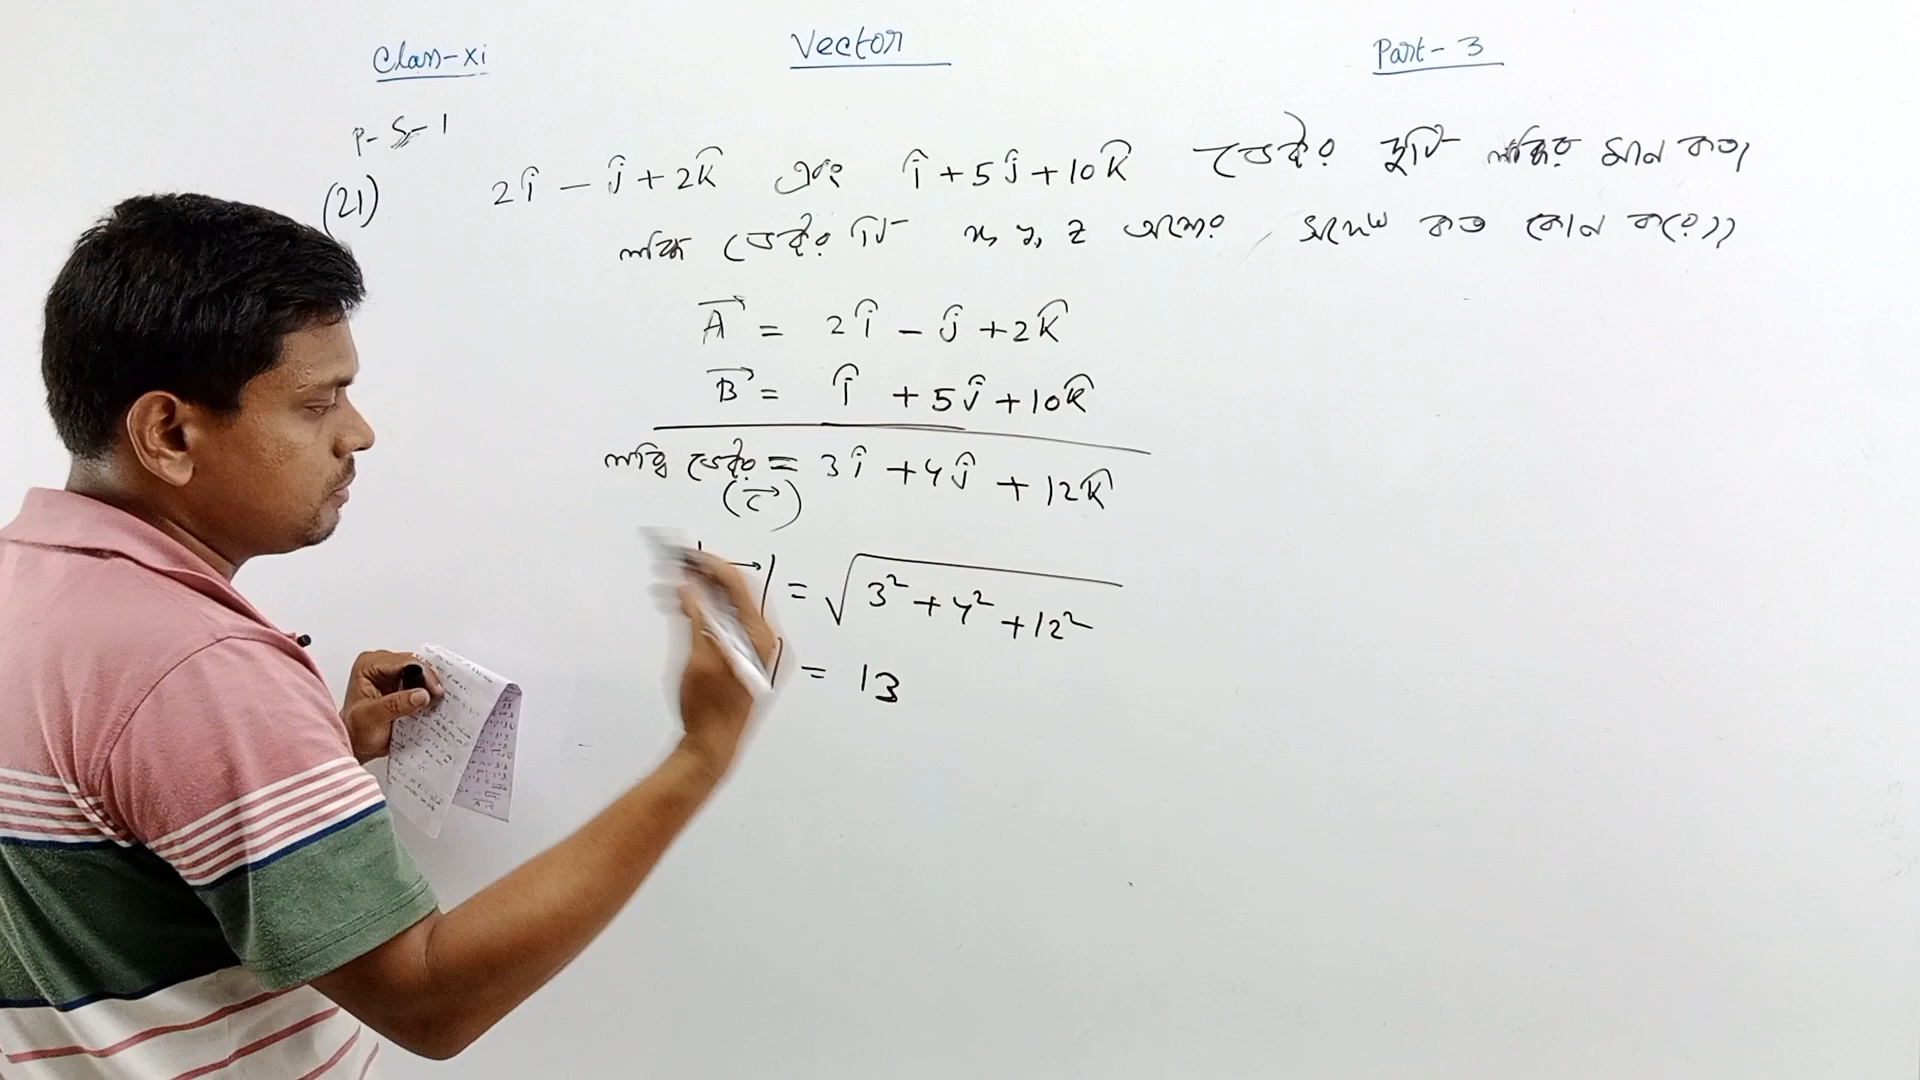 Class-xi Vector Part-3
P-S-1
(21) 2î - ĵ + 2k̂ এবং î + 5ĵ + 10k̂ ভেক্টর দুটি লব্ধির মান কত,
লব্ধি ভেক্টর টি x, y, z অক্ষের সাথে কত কোন করে,,
A⃗ = 2î - ĵ + 2k̂
B⃗ = î + 5ĵ + 10k̂
লব্ধি ভেক্টর = 3î + 4ĵ + 12k̂
(C⃗)
| = √3² + 4² + 12²
| = 13